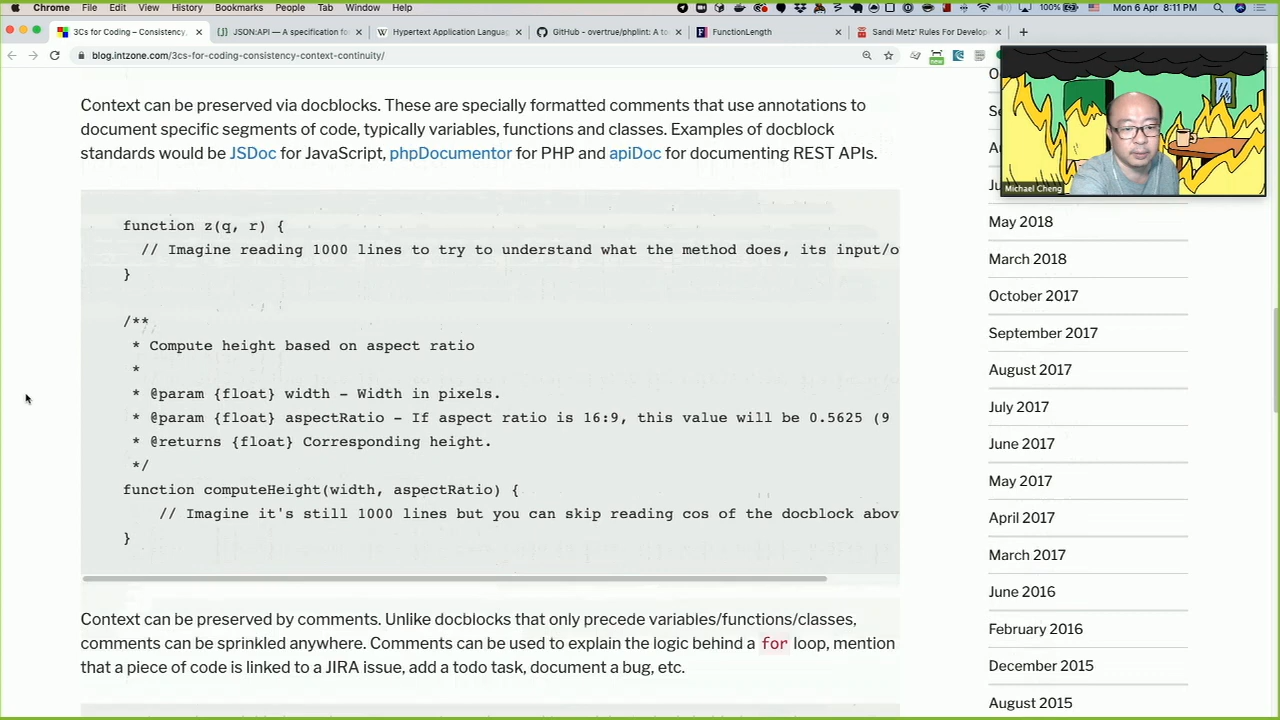 Chrome File Edit View History Bookmarks People Tab Window Help 100% Mon 6 Apr 8:11 PM
3Cs for Coding – Consistency, JSON:API — A specification fo Hypertext Application Langua GitHub - overtrue/phplint: A to FunctionLength Sandi Metz' Rules For Develop
blog.intzone.com/3cs-for-coding-consistency-context-continuity/
new
Michael Cheng
Context can be preserved via docblocks. These are specially formatted comments that use annotations to
document specific segments of code, typically variables, functions and classes. Examples of docblock
standards would be JSDoc for JavaScript, phpDocumentor for PHP and apiDoc for documenting REST APIs.
function z(q, r) {
// Imagine reading 1000 lines to try to understand what the method does, its input/o
}
/**
* Compute height based on aspect ratio
*
* @param {float} width - Width in pixels.
* @param {float} aspectRatio - If aspect ratio is 16:9, this value will be 0.5625 (9
* @returns {float} Corresponding height.
*/
function computeHeight(width, aspectRatio) {
// Imagine it's still 1000 lines but you can skip reading cos of the docblock abov
}
Context can be preserved by comments. Unlike docblocks that only precede variables/functions/classes,
comments can be sprinkled anywhere. Comments can be used to explain the logic behind a for loop, mention
that a piece of code is linked to a JIRA issue, add a todo task, document a bug, etc.
May 2018
March 2018
October 2017
September 2017
August 2017
July 2017
June 2017
May 2017
April 2017
March 2017
June 2016
February 2016
December 2015
August 2015